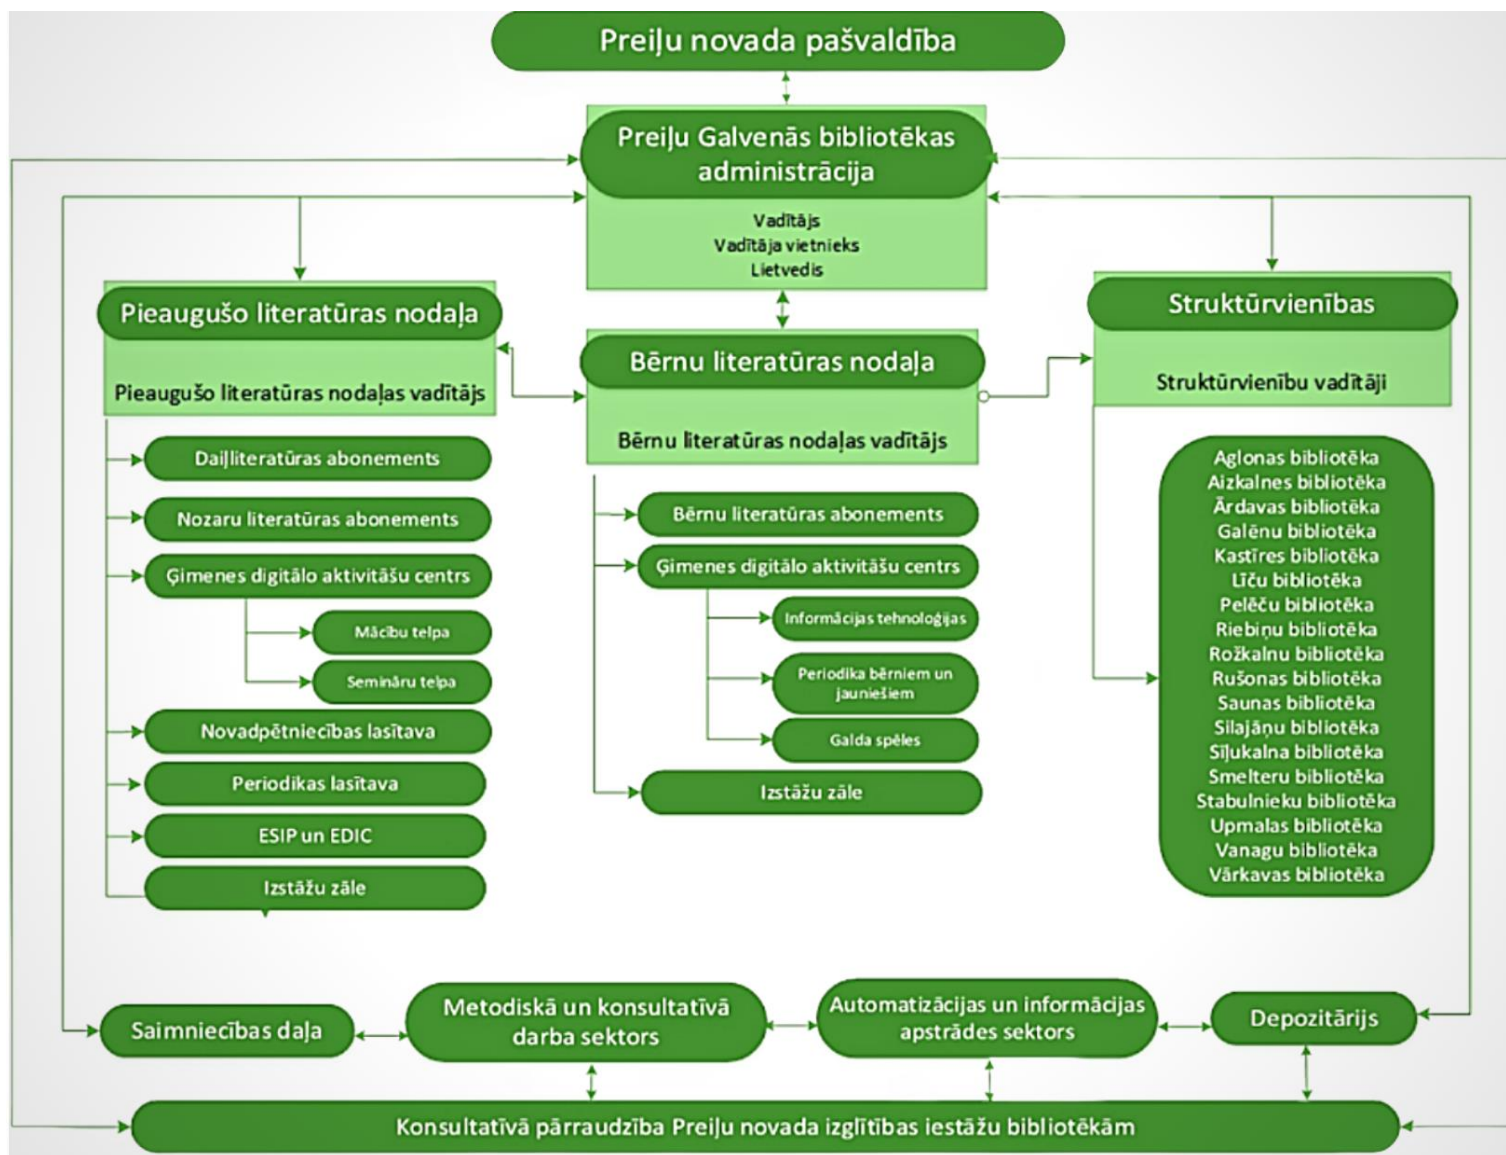 Preiļu novada pašvaldība
Preiļu Galvenās bibliotēkas
administrācija
Vadītājs
Vadītāja vietnieks
Lietvedis
Pieaugušo literatūras nodaļa
Pieaugušo literatūras nodaļas vadītājs
Daiļliteratūras abonements
Nozaru literatūras abonements
Ģimenes digitālo aktivitāšu centrs
Mācību telpa
Semināru telpa
Novadpētniecības lasītava
Periodikas lasītava
ESIP un EDIC
Izstāžu zāle
Bērnu literatūras nodaļa
Bērnu literatūras nodaļas vadītājs
Bērnu literatūras abonements
Ģimenes digitālo aktivitāšu centrs
Informācijas tehnoloģijas
Periodika bērniem un
jauniešiem
Galda spēles
Izstāžu zāle
Struktūrvienības
Struktūrvienību vadītāji
Aglonas bibliotēka
Aizkalnes bibliotēka
Ārdavas bibliotēka
Galēnu bibliotēka
Kastīres bibliotēka
Līču bibliotēka
Pelēču bibliotēka
Riebiņu bibliotēka
Rožkalnu bibliotēka
Rušonas bibliotēka
Saunas bibliotēka
Silajāņu bibliotēka
Sīļukalna bibliotēka
Smelteru bibliotēka
Stabulnieku bibliotēka
Upmalas bibliotēka
Vanagu bibliotēka
Vārkavas bibliotēka
Saimniecības daļa
Metodiskā un konsultatīvā
darba sektors
Automatizācijas un informācijas
apstrādes sektors
Depozitārijs
Konsultatīvā pārraudzība Preiļu novada izglītības iestāžu bibliotēkām